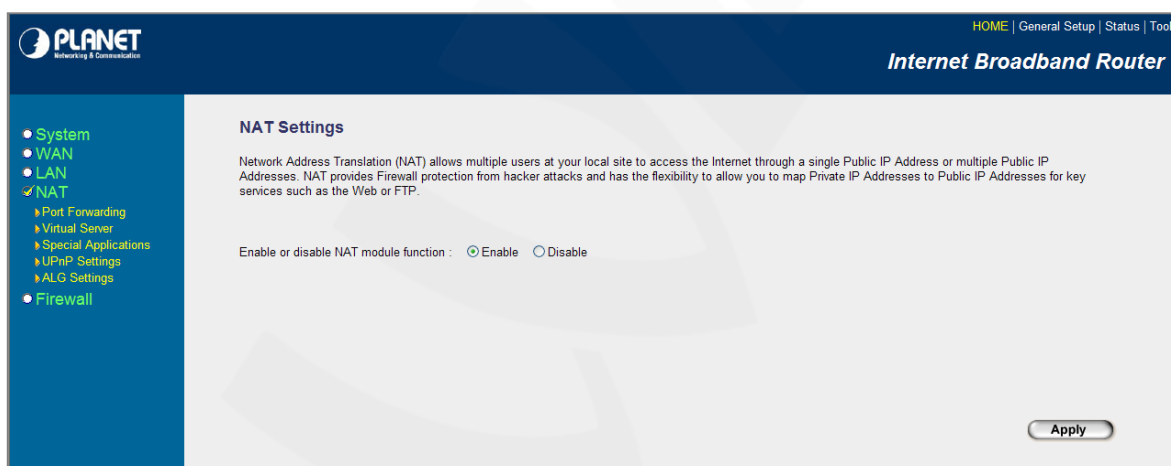 PLANET
Networking & Communication
HOME | General Setup | Status | Tool
Internet Broadband Router
System
WAN
LAN
NAT
Port Forwarding
Virtual Server
Special Applications
UPnP Settings
ALG Settings
Firewall
NAT Settings
Network Address Translation (NAT) allows multiple users at your local site to access the Internet through a single Public IP Address or multiple Public IP
Addresses. NAT provides Firewall protection from hacker attacks and has the flexibility to allow you to map Private IP Addresses to Public IP Addresses for key
services such as the Web or FTP.
Enable or disable NAT module function : Enable Disable
Apply